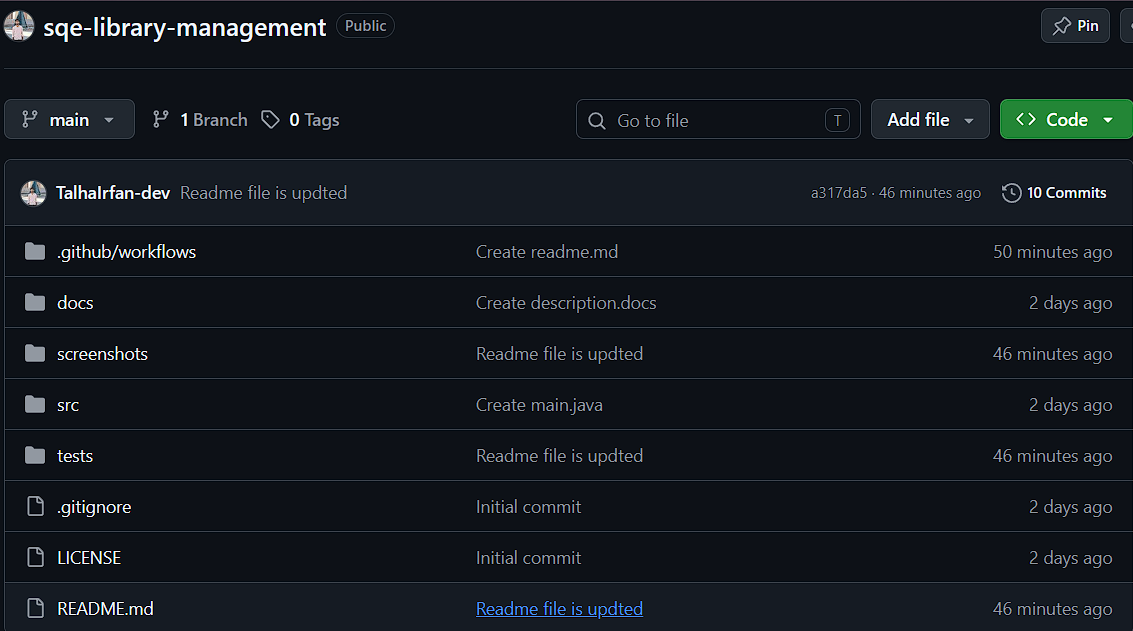 sqe-library-management Public Pin
main 1 Branch 0 Tags Go to file T Add file Code
TalhaIrfan-dev Readme file is updted a317da5 · 46 minutes ago 10 Commits
.github/workflows Create readme.md 50 minutes ago
docs Create description.docs 2 days ago
screenshots Readme file is updted 46 minutes ago
src Create main.java 2 days ago
tests Readme file is updted 46 minutes ago
.gitignore Initial commit 2 days ago
LICENSE Initial commit 2 days ago
README.md Readme file is updted 46 minutes ago